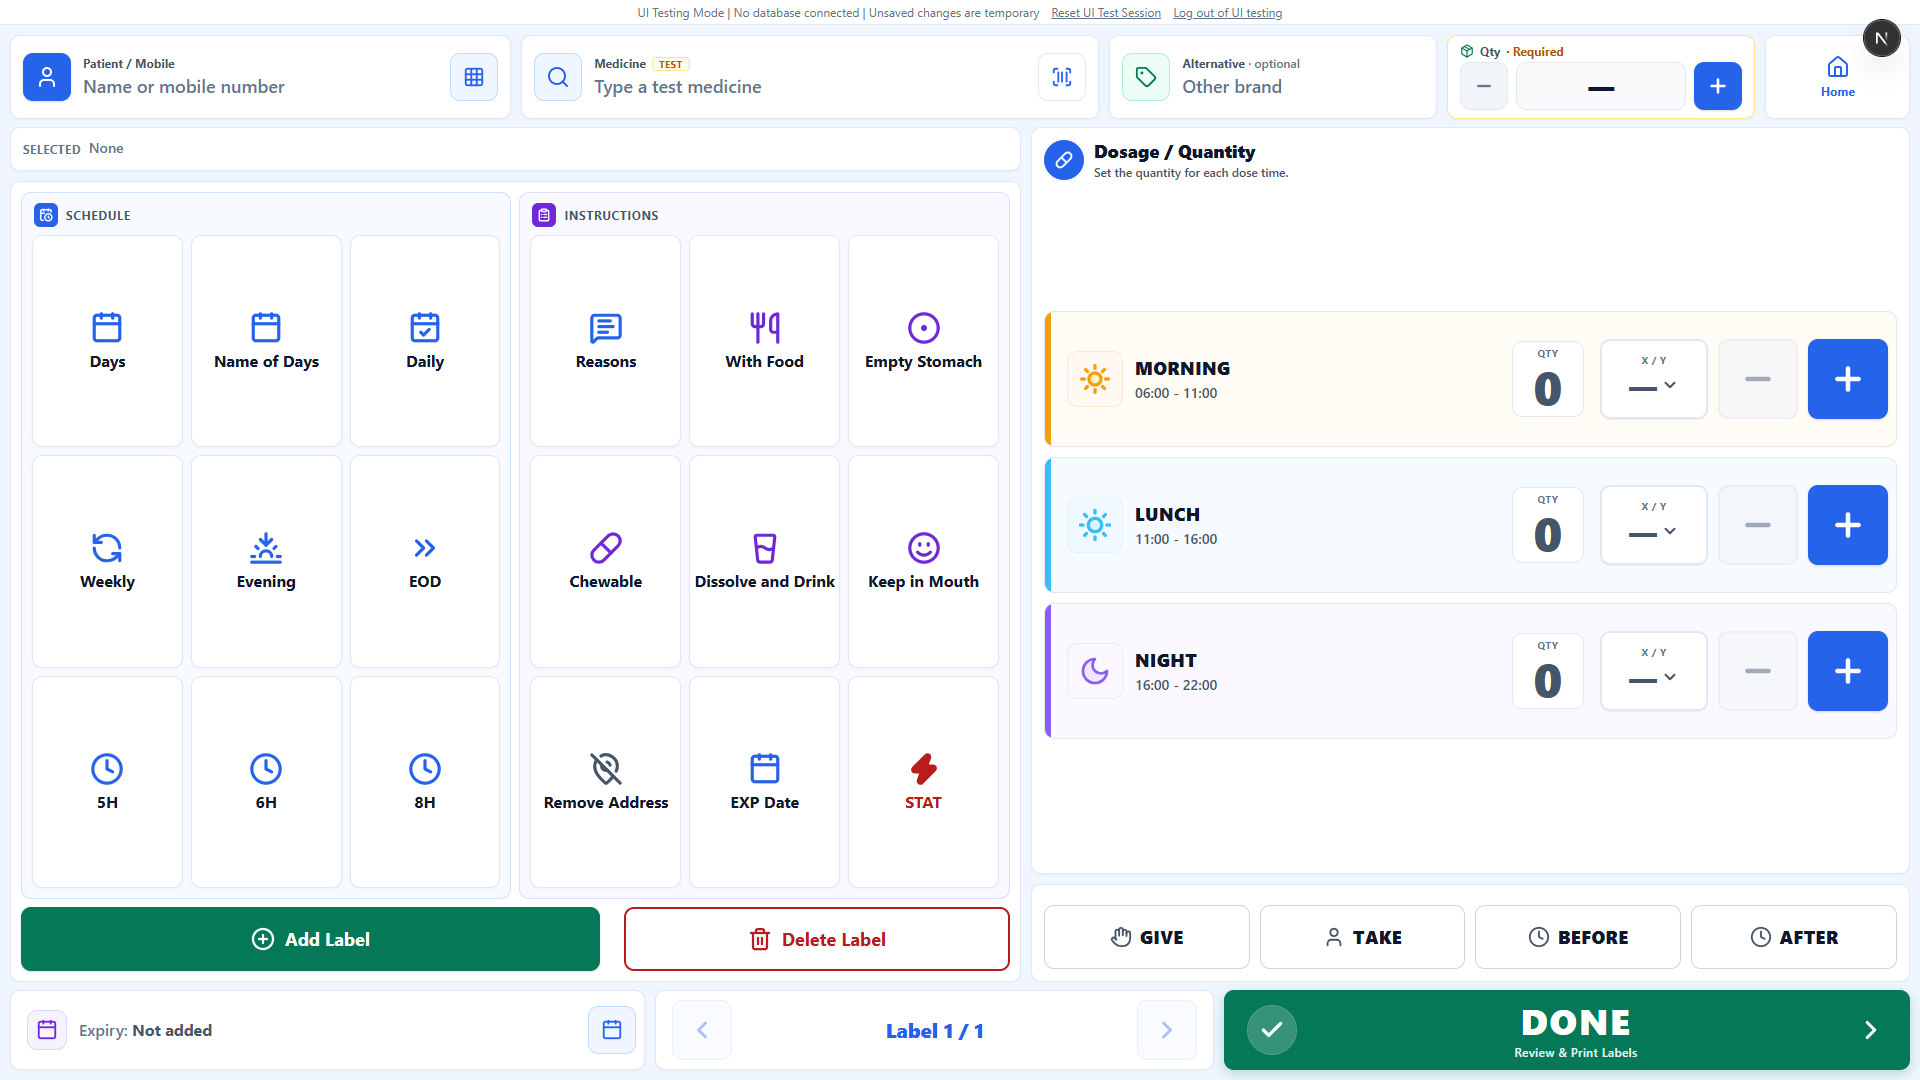 UI Testing Mode | No database connected | Unsaved changes are temporary Reset UI Test Session Log out of UI testing
Patient / Mobile
Name or mobile number
Medicine TEST
Type a test medicine
Alternative · optional
Other brand
Qty · Required
—
Home
N
SELECTED None
SCHEDULE
Days
Name of Days
Daily
Weekly
Evening
EOD
5H
6H
8H
INSTRUCTIONS
Reasons
With Food
Empty Stomach
Chewable
Dissolve and Drink
Keep in Mouth
Remove Address
EXP Date
STAT
Add Label
Delete Label
Dosage / Quantity
Set the quantity for each dose time.
MORNING
06:00 - 11:00
QTY
0
X / Y
—
LUNCH
11:00 - 16:00
QTY
0
X / Y
—
NIGHT
16:00 - 22:00
QTY
0
X / Y
—
GIVE
TAKE
BEFORE
AFTER
Expiry: Not added
Label 1 / 1
DONE
Review & Print Labels